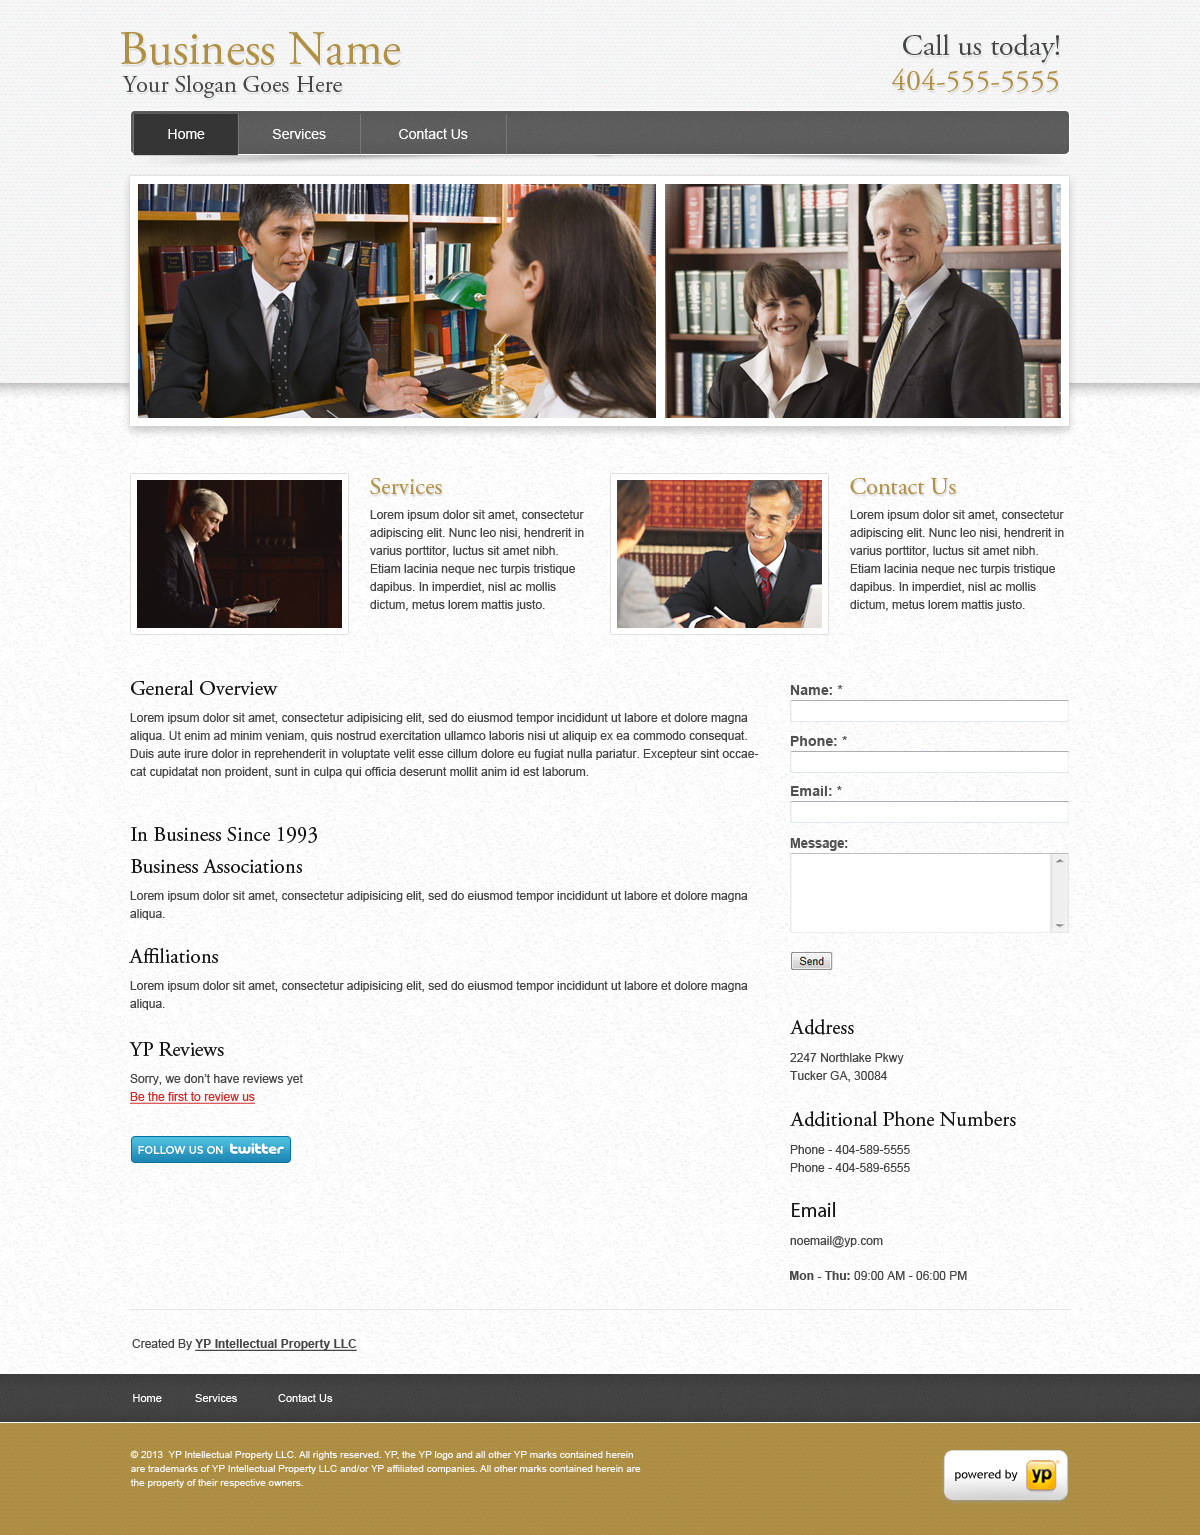 Business Name
Your Slogan Goes Here
Call us today!
404-555-5555
Home Services Contact Us
Services
Lorem ipsum dolor sit amet, consectetur
adipiscing elit. Nunc leo nisi, hendrerit in
varius porttitor, luctus sit amet nibh.
Etiam lacinia neque nec turpis tristique
dapibus. In imperdiet, nisl ac mollis
dictum, metus lorem mattis justo.
Contact Us
Lorem ipsum dolor sit amet, consectetur
adipiscing elit. Nunc leo nisi, hendrerit in
varius porttitor, luctus sit amet nibh.
Etiam lacinia neque nec turpis tristique
dapibus. In imperdiet, nisl ac mollis
dictum, metus lorem mattis justo.
General Overview
Lorem ipsum dolor sit amet, consectetur adipisicing elit, sed do eiusmod tempor incididunt ut labore et dolore magna
aliqua. Ut enim ad minim veniam, quis nostrud exercitation ullamco laboris nisi ut aliquip ex ea commodo consequat.
Duis aute irure dolor in reprehenderit in voluptate velit esse cillum dolore eu fugiat nulla pariatur. Excepteur sint occae-
cat cupidatat non proident, sunt in culpa qui officia deserunt mollit anim id est laborum.
In Business Since 1993
Business Associations
Lorem ipsum dolor sit amet, consectetur adipisicing elit, sed do eiusmod tempor incididunt ut labore et dolore magna
aliqua.
Affiliations
Lorem ipsum dolor sit amet, consectetur adipisicing elit, sed do eiusmod tempor incididunt ut labore et dolore magna
aliqua.
YP Reviews
Sorry, we don't have reviews yet
Be the first to review us
FOLLOW US ON twitter
Name: *
Phone: *
Email: *
Message:
Send
Address
2247 Northlake Pkwy
Tucker GA, 30084
Additional Phone Numbers
Phone - 404-589-5555
Phone - 404-589-6555
Email
noemail@yp.com
Mon - Thu: 09:00 AM - 06:00 PM
Created By YP Intellectual Property LLC
Home Services Contact Us
© 2013 YP Intellectual Property LLC. All rights reserved. YP, the YP logo and all other YP marks contained herein
are trademarks of YP Intellectual Property LLC and/or YP affiliated companies. All other marks contained herein are
the property of their respective owners.
powered by yp